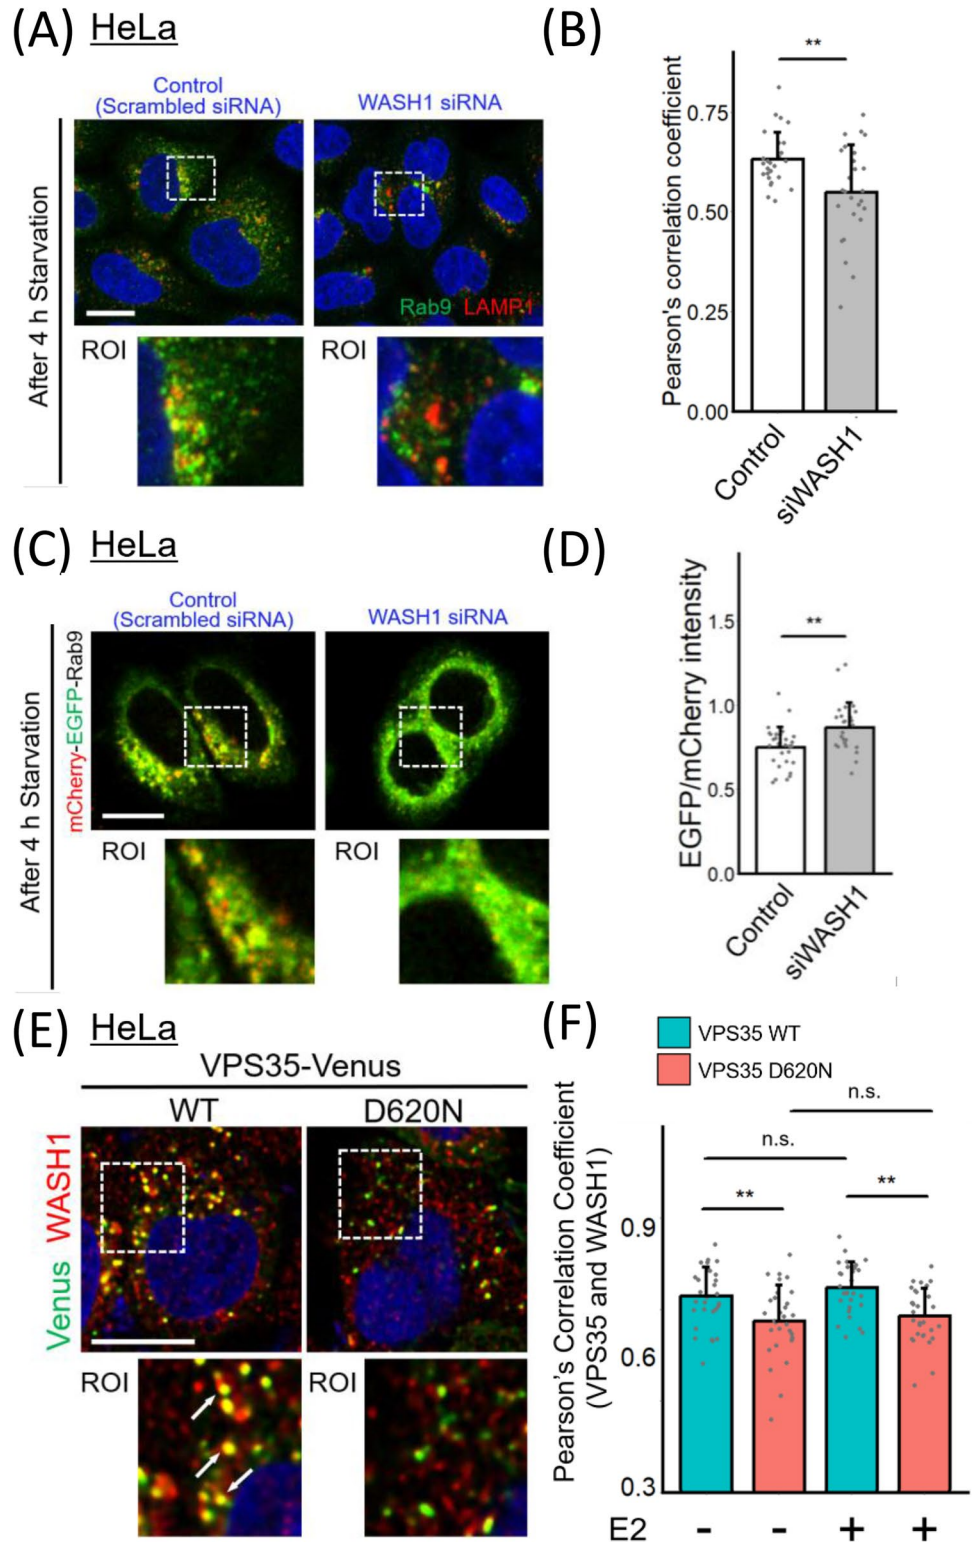 (A) HeLa
Control
(Scrambled siRNA)
WASH1 siRNA
After 4 h Starvation
Rab9 LAMP1
ROI
ROI
(B)
**
Pearson's correlation coefficient
0.75
0.50
0.25
0.00
Control
siWASH1
(C) HeLa
Control
(Scrambled siRNA)
WASH1 siRNA
After 4 h Starvation
mCherry-EGFP-Rab9
ROI
ROI
(D)
**
EGFP/mCherry intensity
1.5
1.0
0.5
0.0
Control
siWASH1
(E) HeLa
VPS35-Venus
WT
D620N
Venus WASH1
ROI
ROI
(F)
VPS35 WT
VPS35 D620N
n.s.
n.s.
**
**
Pearson's Correlation Coefficient
(VPS35 and WASH1)
0.9
0.6
0.3
E2 - - + +